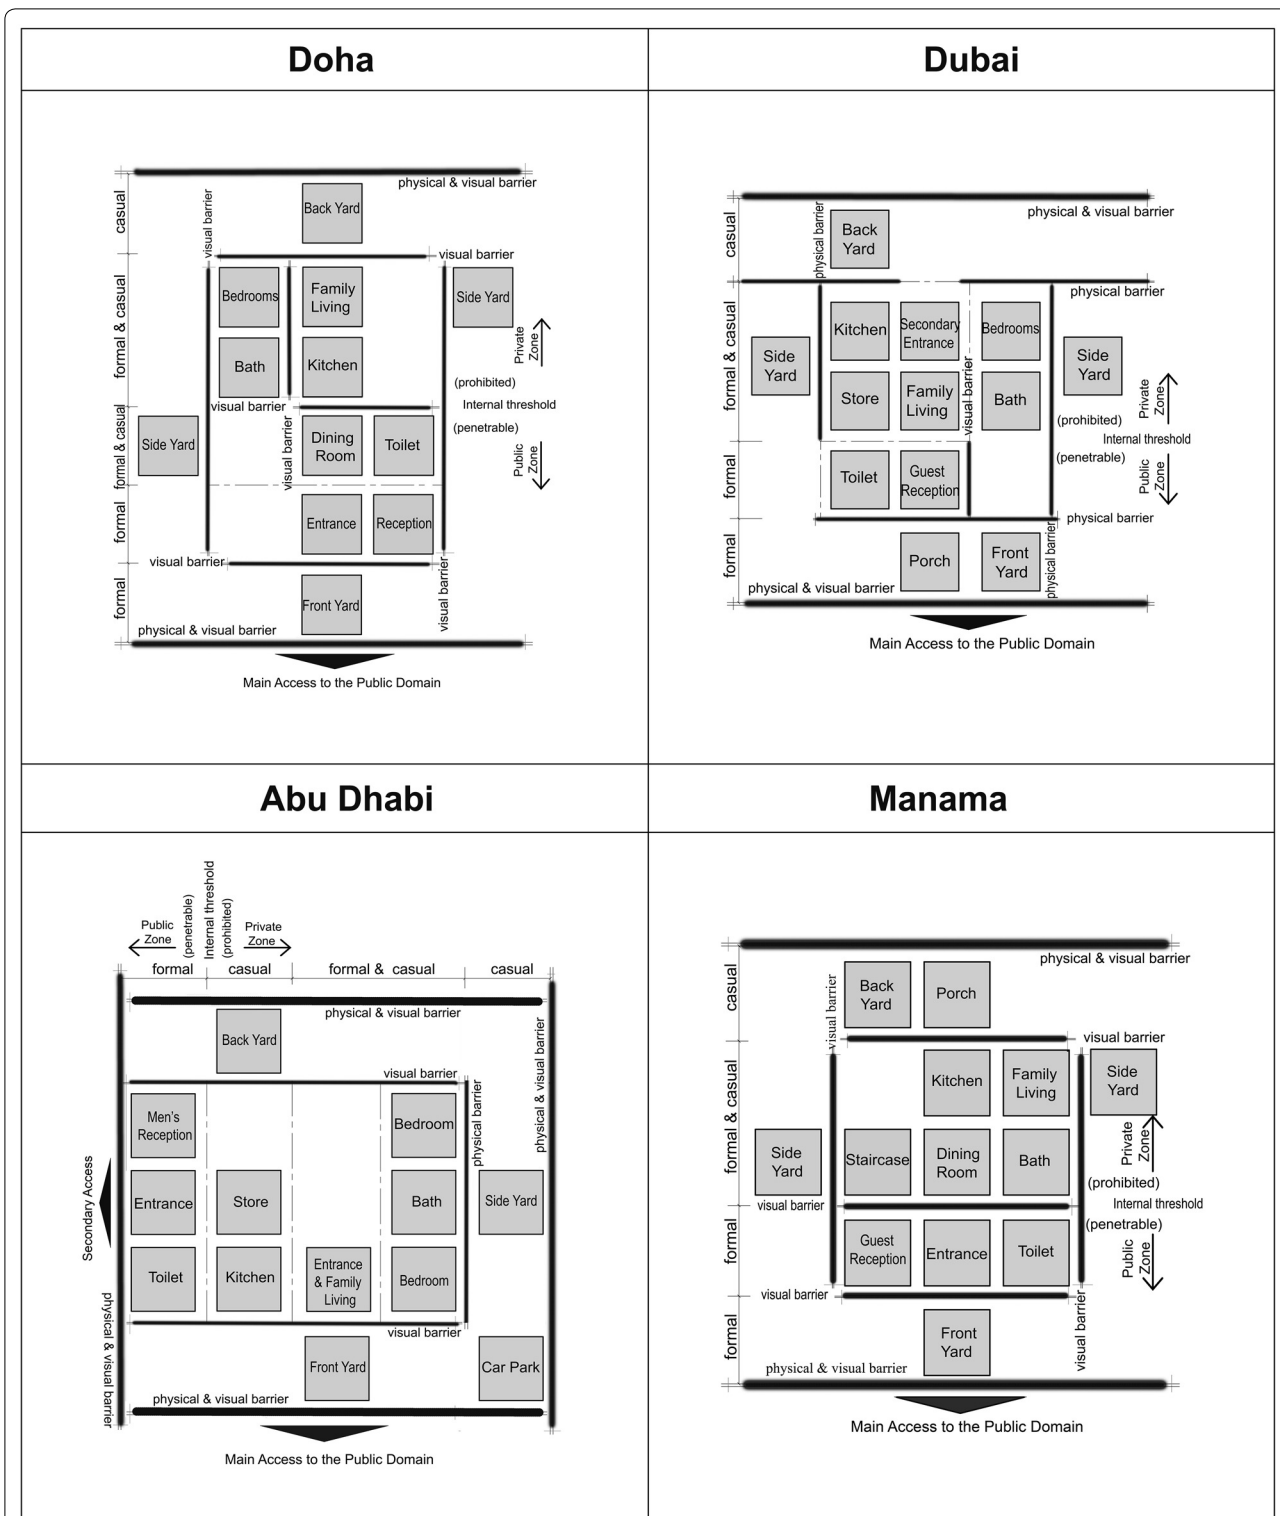 Doha
physical & visual barrier
casual
visual barrier
Back Yard
visual barrier
formal & casual
Bedrooms
Family
Living
Side Yard
Private
Zone
Bath
Kitchen
(prohibited)
visual barrier
Internal threshold
formal & casual
Side Yard
visual barrier
Dining
Room
Toilet
(penetrable)
Public
Zone
formal
Entrance
Reception
visual barrier
formal
Front Yard
visual barrier
physical & visual barrier
Main Access to the Public Domain
Dubai
casual
physical barrier
Back
Yard
physical & visual barrier
physical barrier
formal & casual
Kitchen
Secondary
Entrance
Bedrooms
Side
Yard
Side
Yard
Store
Family
Living
visual barrier
Bath
Private
Zone
(prohibited)
Internal threshold
(penetrable)
formal
Toilet
Guest
Reception
Public
Zone
physical barrier
formal
Porch
Front
Yard
physical barrier
physical & visual barrier
Main Access to the Public Domain
Abu Dhabi
Public
Zone
(penetrable)
Internal threshold
(prohibited)
Private
Zone
formal
casual
formal & casual
casual
physical & visual barrier
Back Yard
physical & visual barrier
visual barrier
Men's
Reception
Bedroom
physical barrier
Secondary Access
Entrance
Store
Bath
Side Yard
Toilet
Kitchen
Entrance
& Family
Living
Bedroom
visual barrier
physical & visual barrier
Front Yard
Car Park
physical & visual barrier
Main Access to the Public Domain
Manama
physical & visual barrier
casual
visual barrier
Back
Yard
Porch
visual barrier
formal & casual
Kitchen
Family
Living
Side
Yard
Side
Yard
Staircase
Dining
Room
Bath
Private
Zone
(prohibited)
visual barrier
Internal threshold
(penetrable)
formal
Guest
Reception
Entrance
Toilet
Public
Zone
visual barrier
formal
Front
Yard
visual barrier
physical & visual barrier
Main Access to the Public Domain